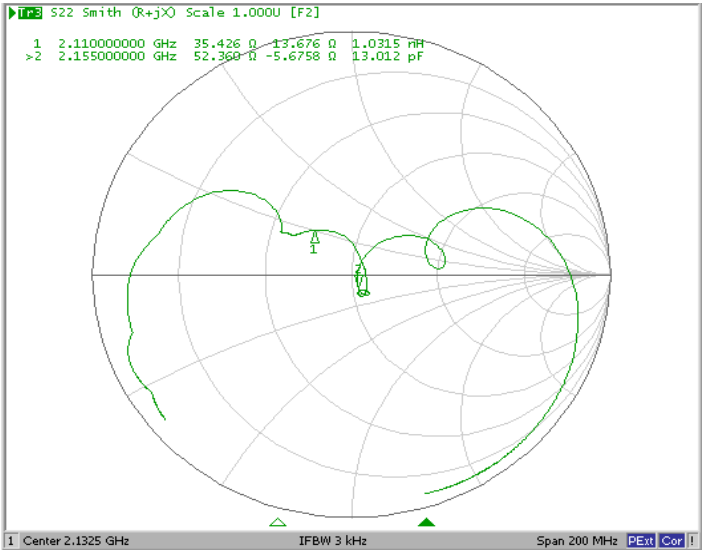 Tr3 S22 Smith (R+jX) Scale 1.000U [F2]
1 2.110000000 GHz 35.426 Ω 13.676 Ω 1.0315 nH
>2 2.155000000 GHz 52.360 Ω -5.6758 Ω 13.012 pF
1
2
1 Center 2.1325 GHz IFBW 3 kHz Span 200 MHz PExt Cor !